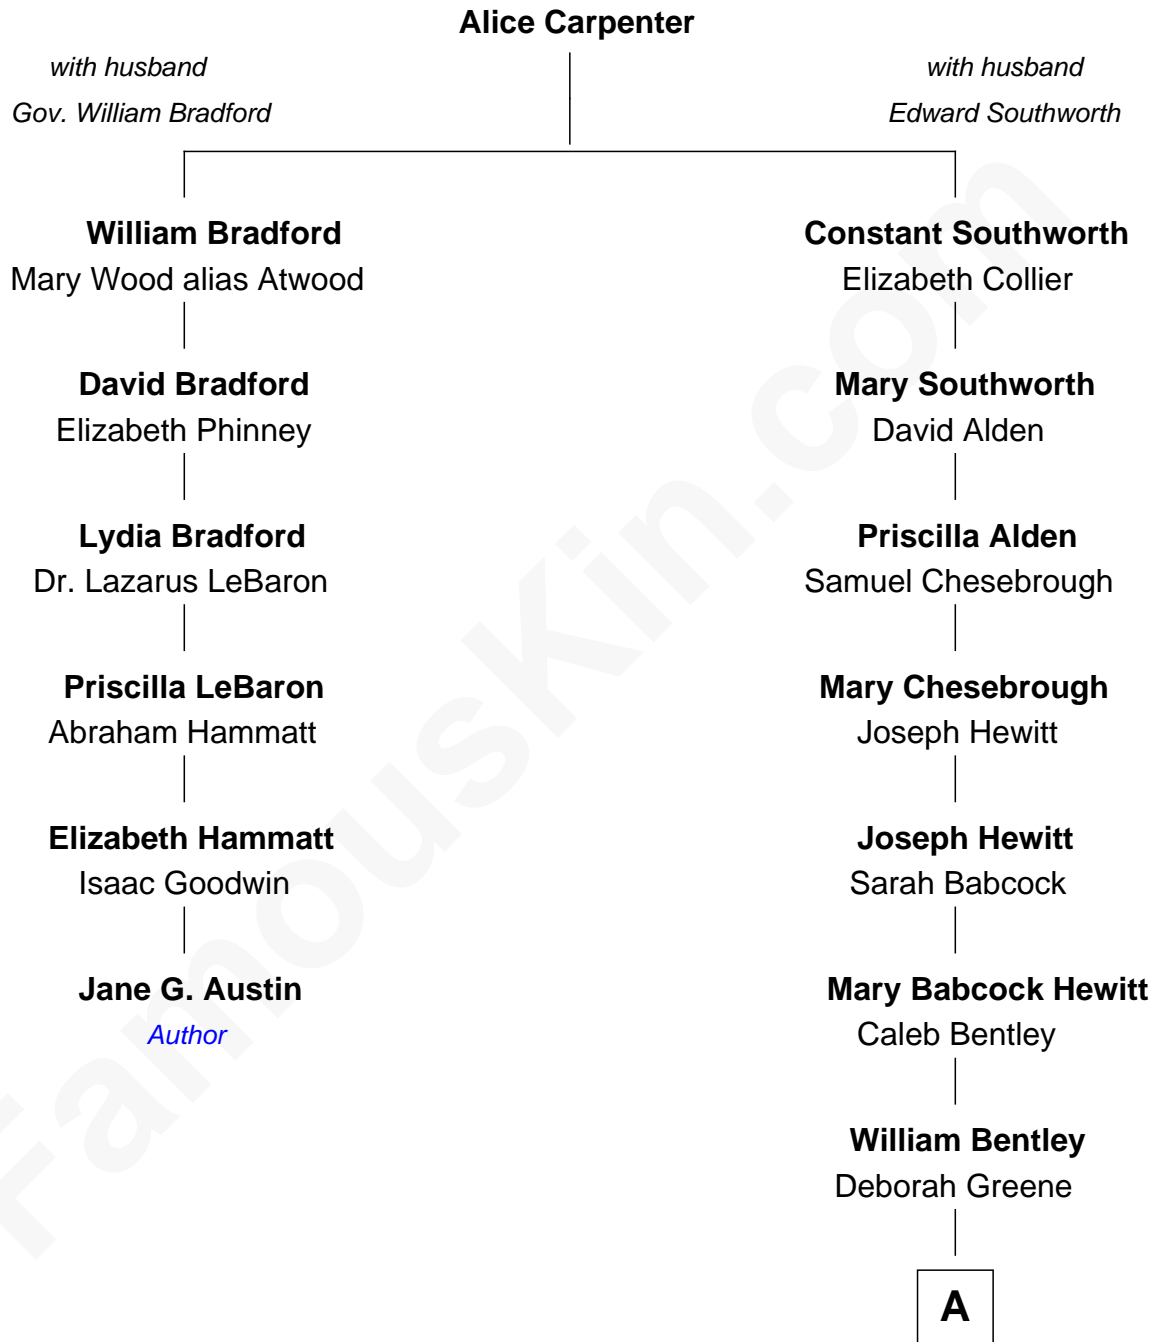 Alice Carpenter
with husband
Gov. William Bradford
with husband
Edward Southworth
William Bradford
Mary Wood alias Atwood
David Bradford
Elizabeth Phinney
Lydia Bradford
Dr. Lazarus LeBaron
Priscilla LeBaron
Abraham Hammatt
Elizabeth Hammatt
Isaac Goodwin
Jane G. Austin
Author
Constant Southworth
Elizabeth Collier
Mary Southworth
David Alden
Priscilla Alden
Samuel Chesebrough
Mary Chesebrough
Joseph Hewitt
Joseph Hewitt
Sarah Babcock
Mary Babcock Hewitt
Caleb Bentley
William Bentley
Deborah Greene
A
FamousKin.com